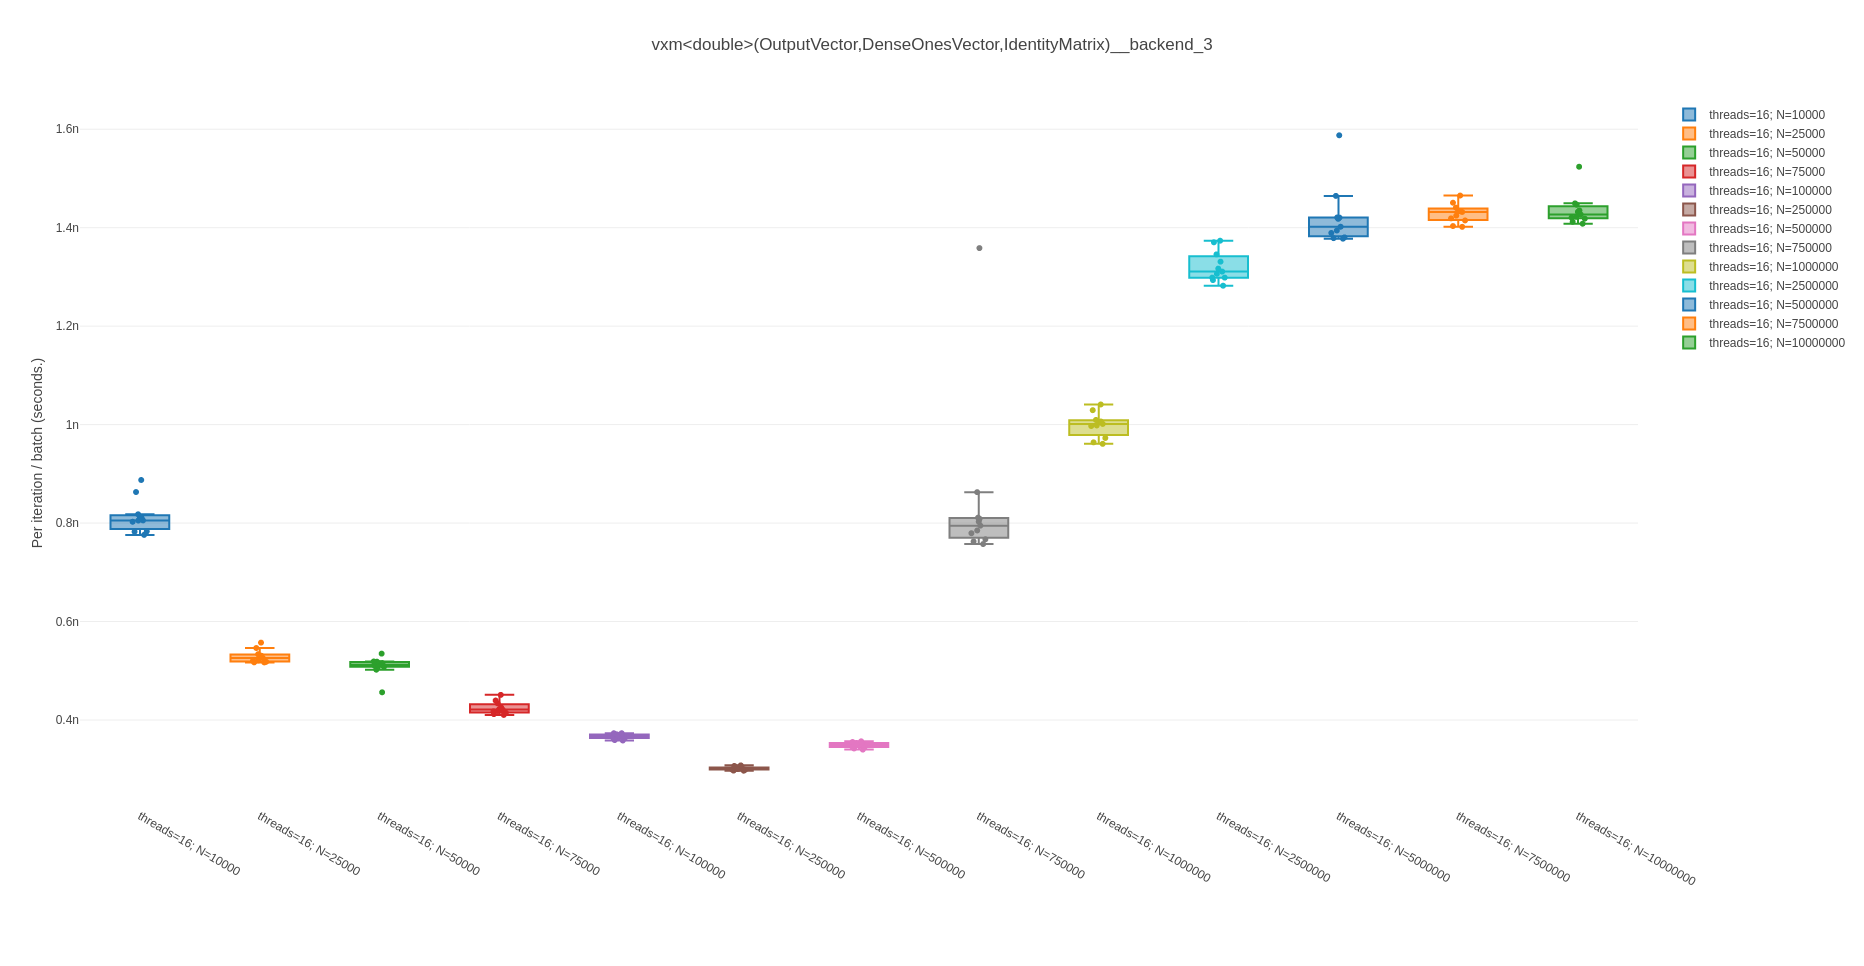 vxm<double>(OutputVector,DenseOnesVector,IdentityMatrix)__backend_3
Per iteration / batch (seconds.)
1.6n
1.4n
1.2n
1n
0.8n
0.6n
0.4n
threads=16; N=10000
threads=16; N=25000
threads=16; N=50000
threads=16; N=75000
threads=16; N=100000
threads=16; N=250000
threads=16; N=500000
threads=16; N=750000
threads=16; N=1000000
threads=16; N=2500000
threads=16; N=5000000
threads=16; N=7500000
threads=16; N=10000000
threads=16; N=10000
threads=16; N=25000
threads=16; N=50000
threads=16; N=75000
threads=16; N=100000
threads=16; N=250000
threads=16; N=500000
threads=16; N=750000
threads=16; N=1000000
threads=16; N=2500000
threads=16; N=5000000
threads=16; N=7500000
threads=16; N=10000000